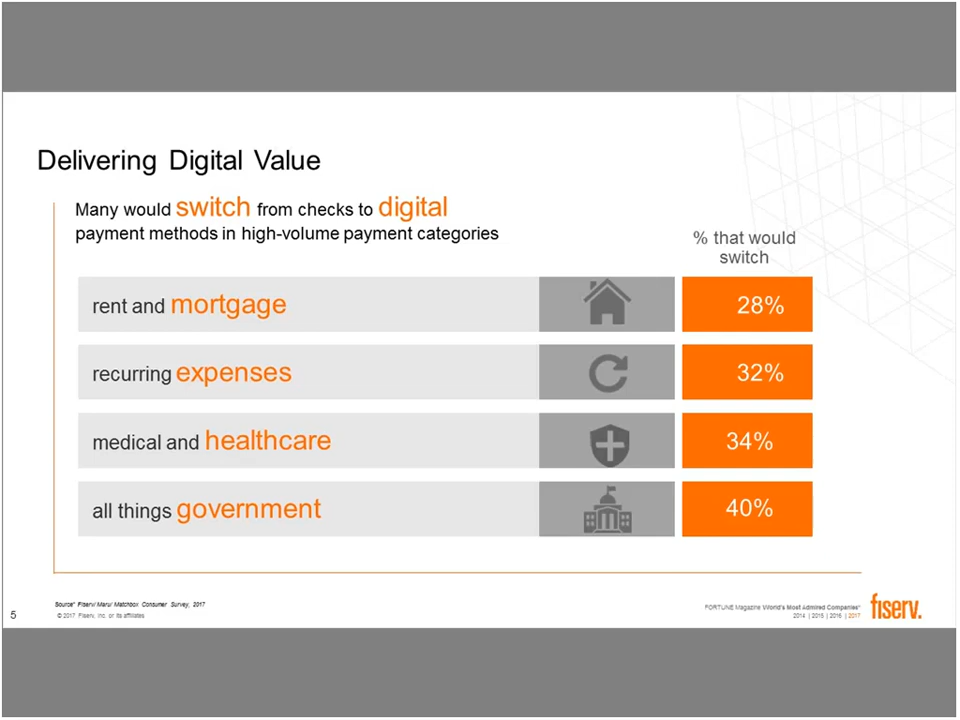 Delivering Digital Value
Many would switch from checks to digital
payment methods in high-volume payment categories
% that would
switch
rent and mortgage
28%
recurring expenses
32%
medical and healthcare
34%
all things government
40%
Source* Fiserv/ Maru/ Matchbox Consumer Survey, 2017
5
© 2017 Fiserv, Inc. or its affiliates
FORTUNE Magazine World's Most Admired Companies®
2014 | 2015 | 2016 | 2017
fiserv.